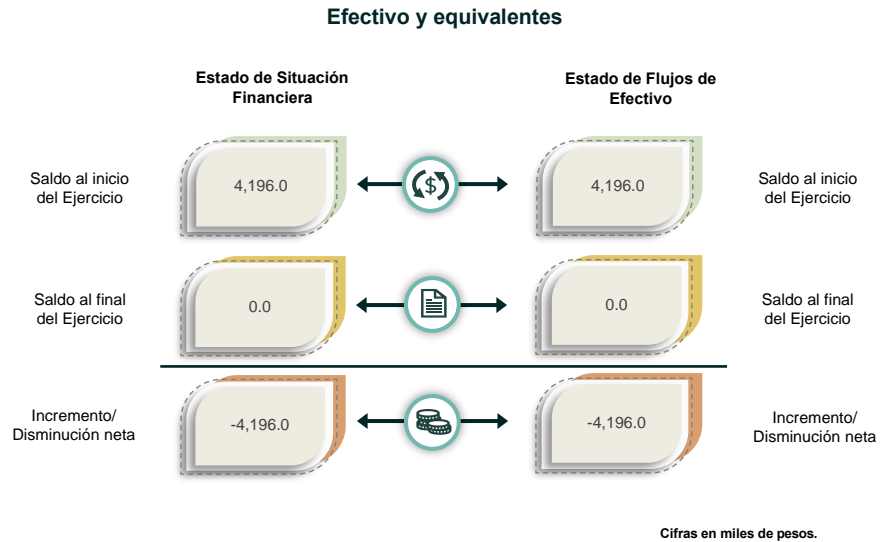 Efectivo y equivalentes
Estado de Situación
Financiera
Estado de Flujos de
Efectivo
Saldo al inicio
del Ejercicio
4,196.0
$
4,196.0
Saldo al inicio
del Ejercicio
Saldo al final
del Ejercicio
0.0
0.0
Saldo al final
del Ejercicio
Incremento/
Disminución neta
-4,196.0
-4,196.0
Incremento/
Disminución neta
Cifras en miles de pesos.